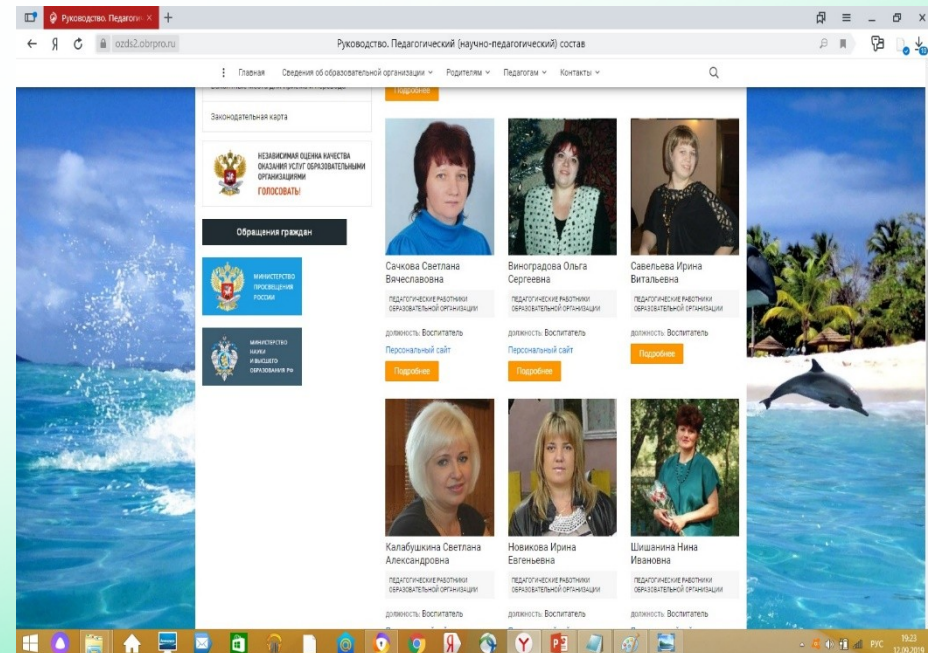 Руководство. Педагоги
ozds2.obrpro.ru
Руководство. Педагогический (научно-педагогический) состав
Главная
Сведения об образовательной организации
Родителям
Педагогам
Контакты
Подробнее
Законодательная карта
НЕЗАВИСИМАЯ ОЦЕНКА КАЧЕСТВА
ОКАЗАНИЯ УСЛУГ ОБРАЗОВАТЕЛЬНЫМИ
ОРГАНИЗАЦИЯМИ
ГОЛОСОВАТЬ!
Обращения граждан
МИНИСТЕРСТВО
ПРОСВЕЩЕНИЯ
РОССИИ
МИНИСТЕРСТВО
НАУКИ
И ВЫСШЕГО
ОБРАЗОВАНИЯ РФ
Сачкова Светлана
Вячеславовна
ПЕДАГОГИЧЕСКИЕ РАБОТНИКИ
ОБРАЗОВАТЕЛЬНОЙ ОРГАНИЗАЦИИ
должность: Воспитатель
Персональный сайт
Подробнее
Виноградова Ольга
Сергеевна
ПЕДАГОГИЧЕСКИЕ РАБОТНИКИ
ОБРАЗОВАТЕЛЬНОЙ ОРГАНИЗАЦИИ
должность: Воспитатель
Персональный сайт
Подробнее
Савельева Ирина
Витальевна
ПЕДАГОГИЧЕСКИЕ РАБОТНИКИ
ОБРАЗОВАТЕЛЬНОЙ ОРГАНИЗАЦИИ
должность: Воспитатель
Подробнее
Калабушкина Светлана
Александровна
ПЕДАГОГИЧЕСКИЕ РАБОТНИКИ
ОБРАЗОВАТЕЛЬНОЙ ОРГАНИЗАЦИИ
должность: Воспитатель
Новикова Ирина
Евгеньевна
ПЕДАГОГИЧЕСКИЕ РАБОТНИКИ
ОБРАЗОВАТЕЛЬНОЙ ОРГАНИЗАЦИИ
должность: Воспитатель
Шишанина Нина
Ивановна
ПЕДАГОГИЧЕСКИЕ РАБОТНИКИ
ОБРАЗОВАТЕЛЬНОЙ ОРГАНИЗАЦИИ
должность: Воспитатель
РУС
19:23
12.09.2019